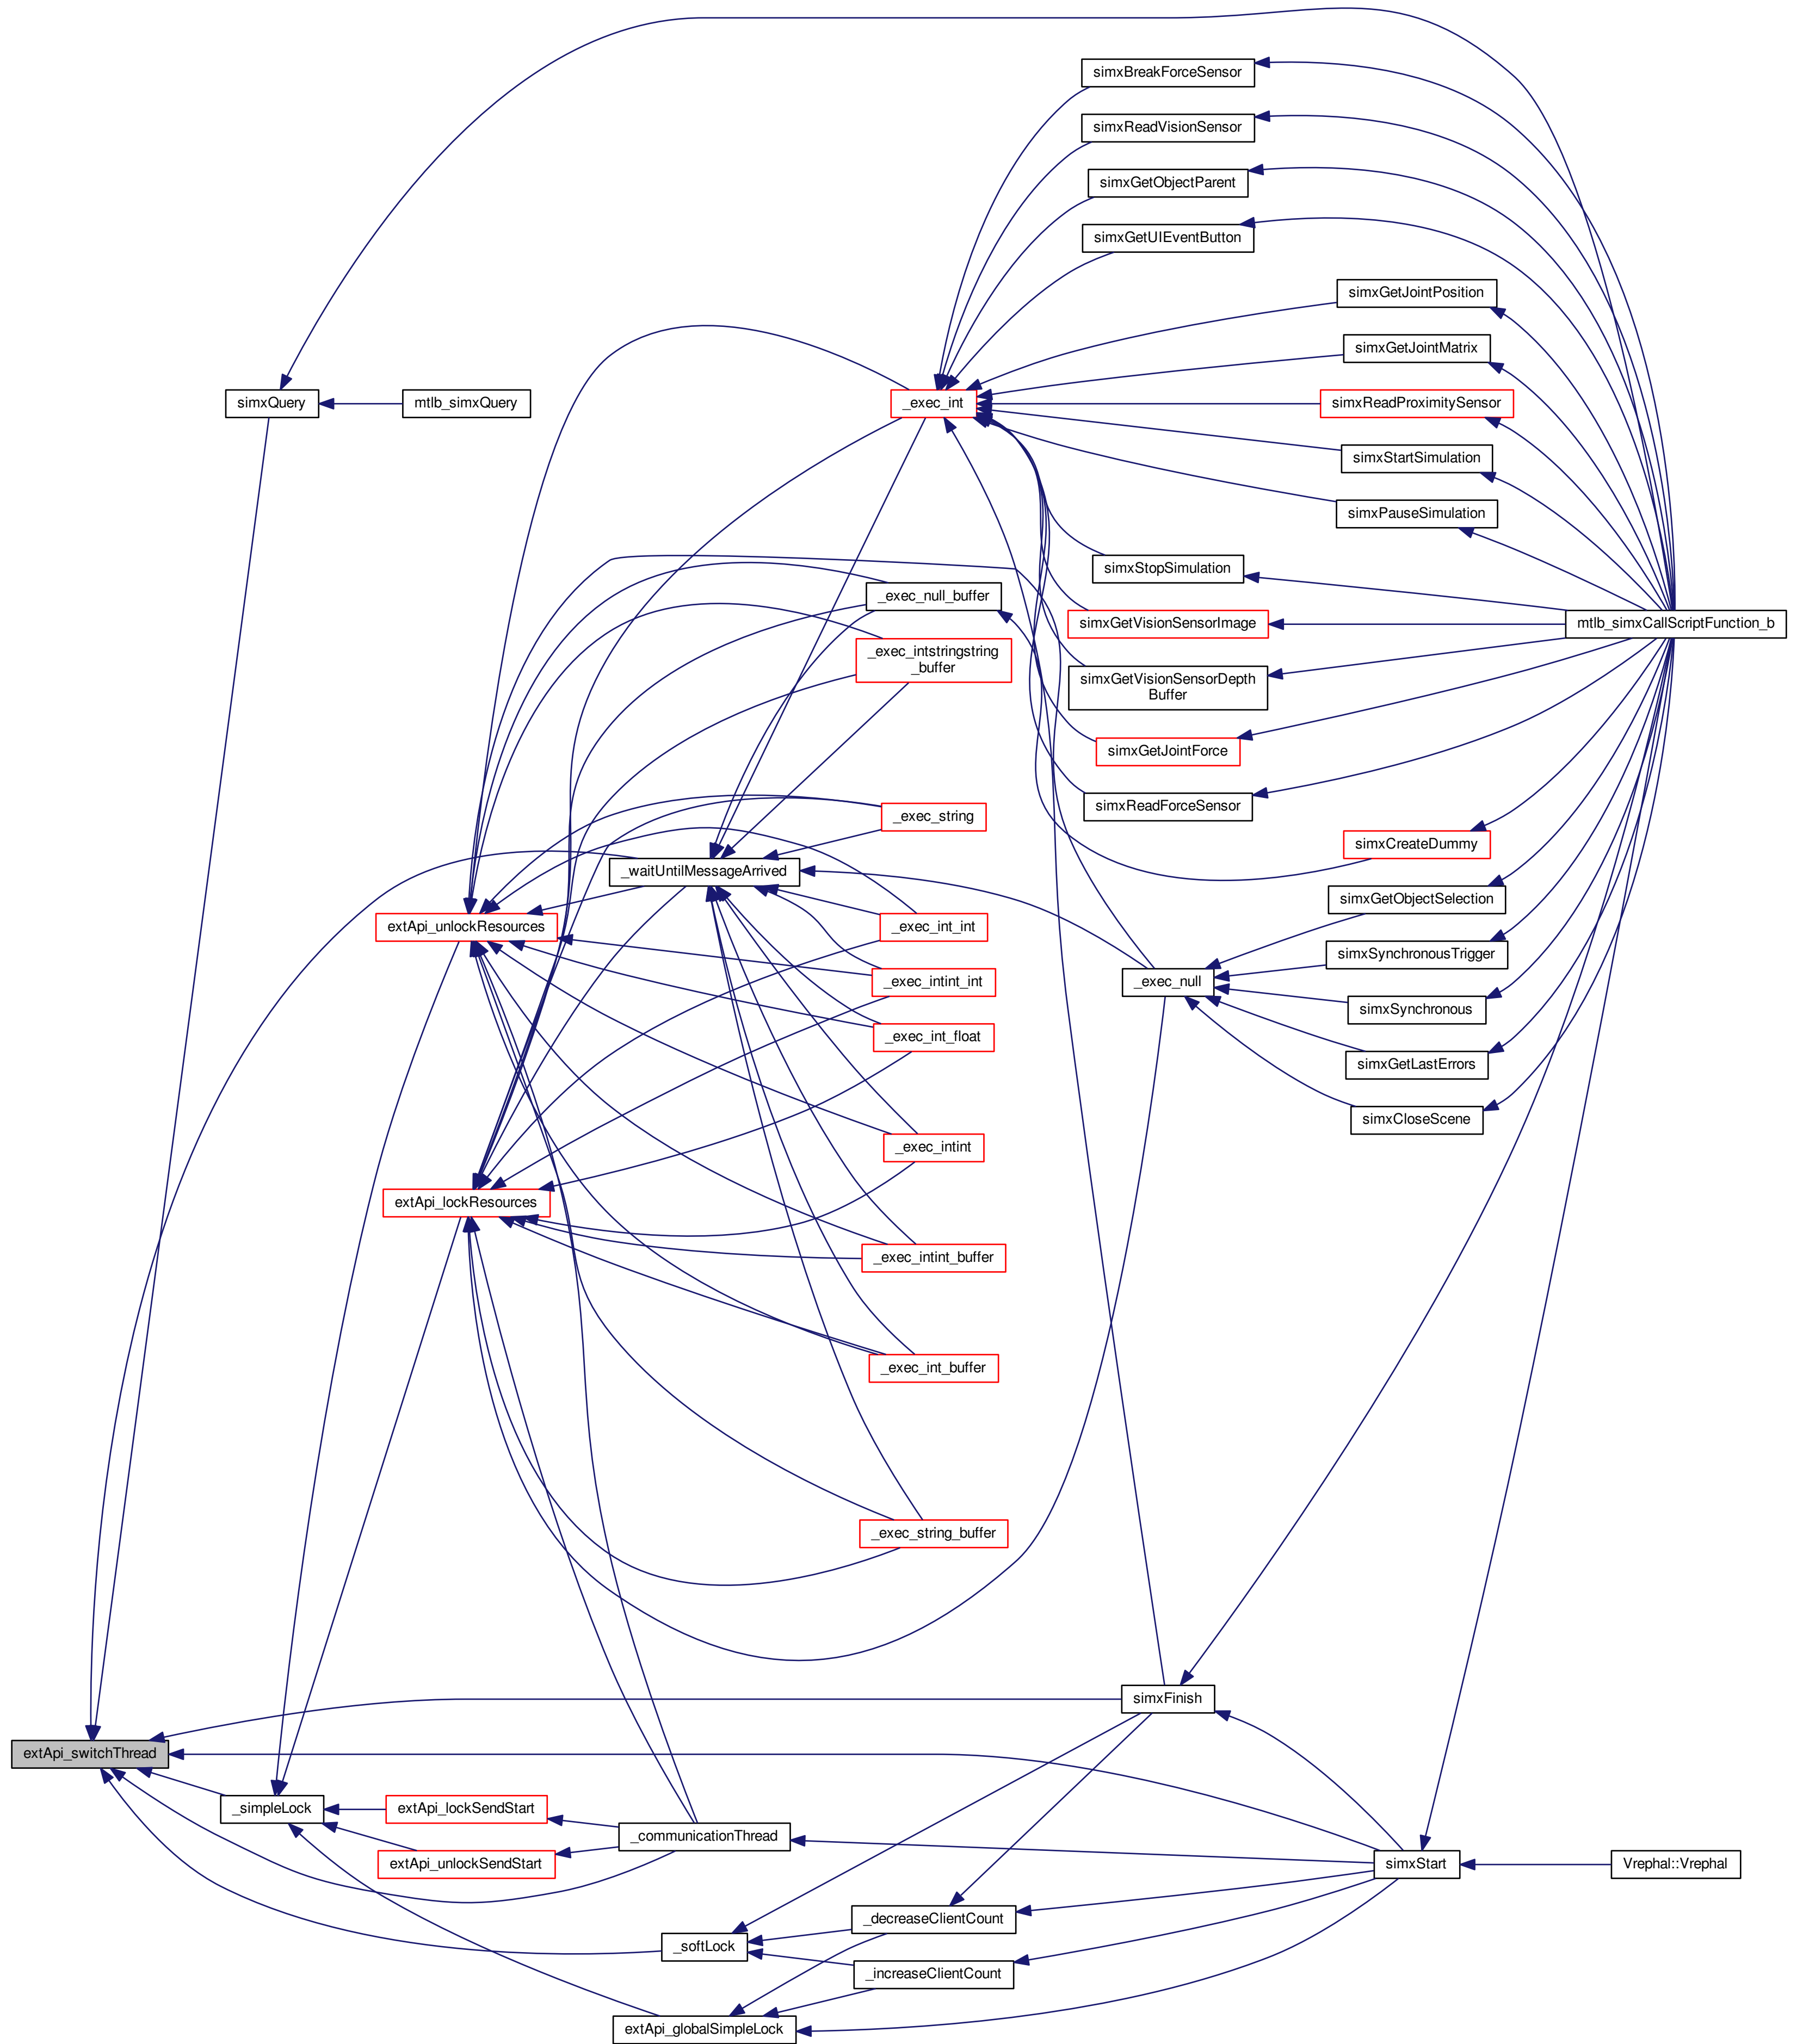 simxBreakForceSensor
simxReadVisionSensor
simxGetObjectParent
simxGetUIEventButton
simxGetJointPosition
simxGetJointMatrix
simxQuery
mtlb_simxQuery
_exec_int
simxReadProximitySensor
simxStartSimulation
simxPauseSimulation
simxStopSimulation
_exec_null_buffer
simxGetVisionSensorImage
mtlb_simxCallScriptFunction_b
_exec_intstringstring
_buffer
simxGetVisionSensorDepth
Buffer
simxGetJointForce
simxReadForceSensor
_exec_string
simxCreateDummy
_waitUntilMessageArrived
simxGetObjectSelection
extApi_unlockResources
_exec_int_int
simxSynchronousTrigger
_exec_intint_int
_exec_null
simxSynchronous
_exec_int_float
simxGetLastErrors
simxCloseScene
_exec_intint
extApi_lockResources
_exec_intint_buffer
_exec_int_buffer
_exec_string_buffer
simxFinish
extApi_switchThread
_simpleLock
extApi_lockSendStart
_communicationThread
extApi_unlockSendStart
simxStart
Vrephal::Vrephal
_decreaseClientCount
_softLock
_increaseClientCount
extApi_globalSimpleLock